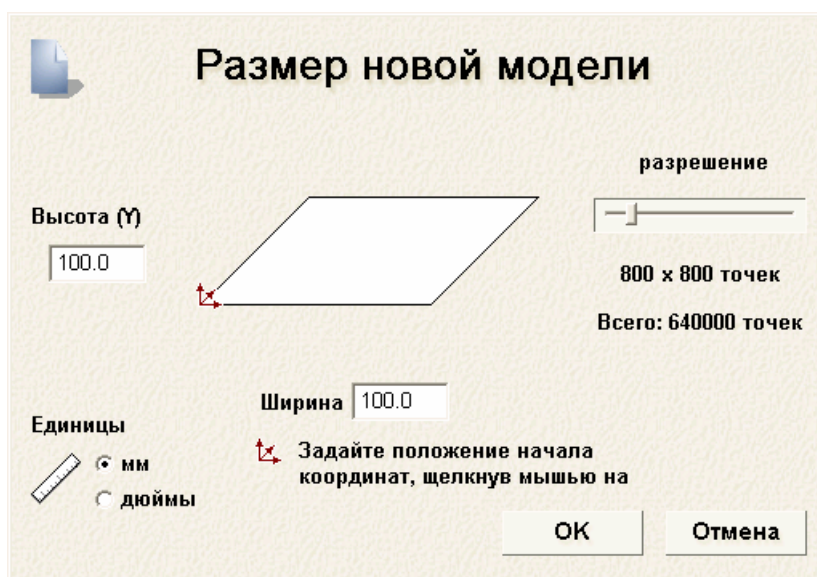 Размер новой модели
разрешение
Высота (Y)
100.0
800 x 800 точек
Всего: 640000 точек
Ширина 100.0
Единицы
Задайте положение начала
координат, щелкнув мышью на
мм
дюймы
OK
Отмена